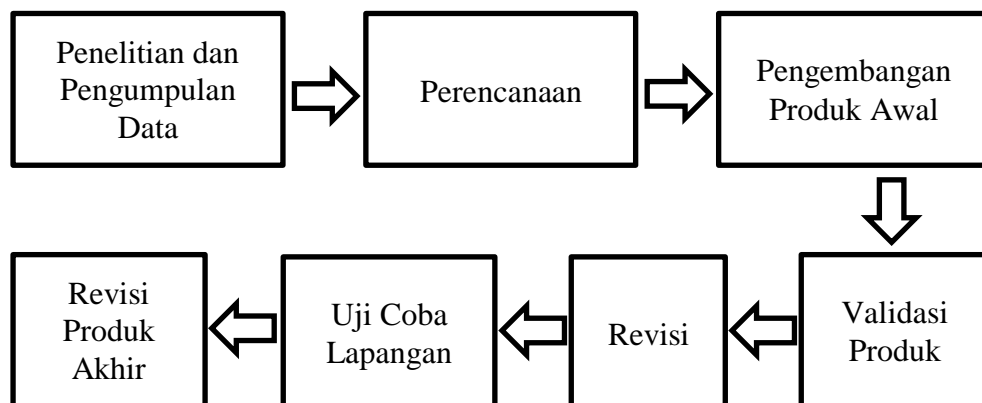 Penelitian dan
Pengumpulan
Data
Perencanaan
Pengembangan
Produk Awal
Validasi
Produk
Revisi
Uji Coba
Lapangan
Revisi
Produk
Akhir